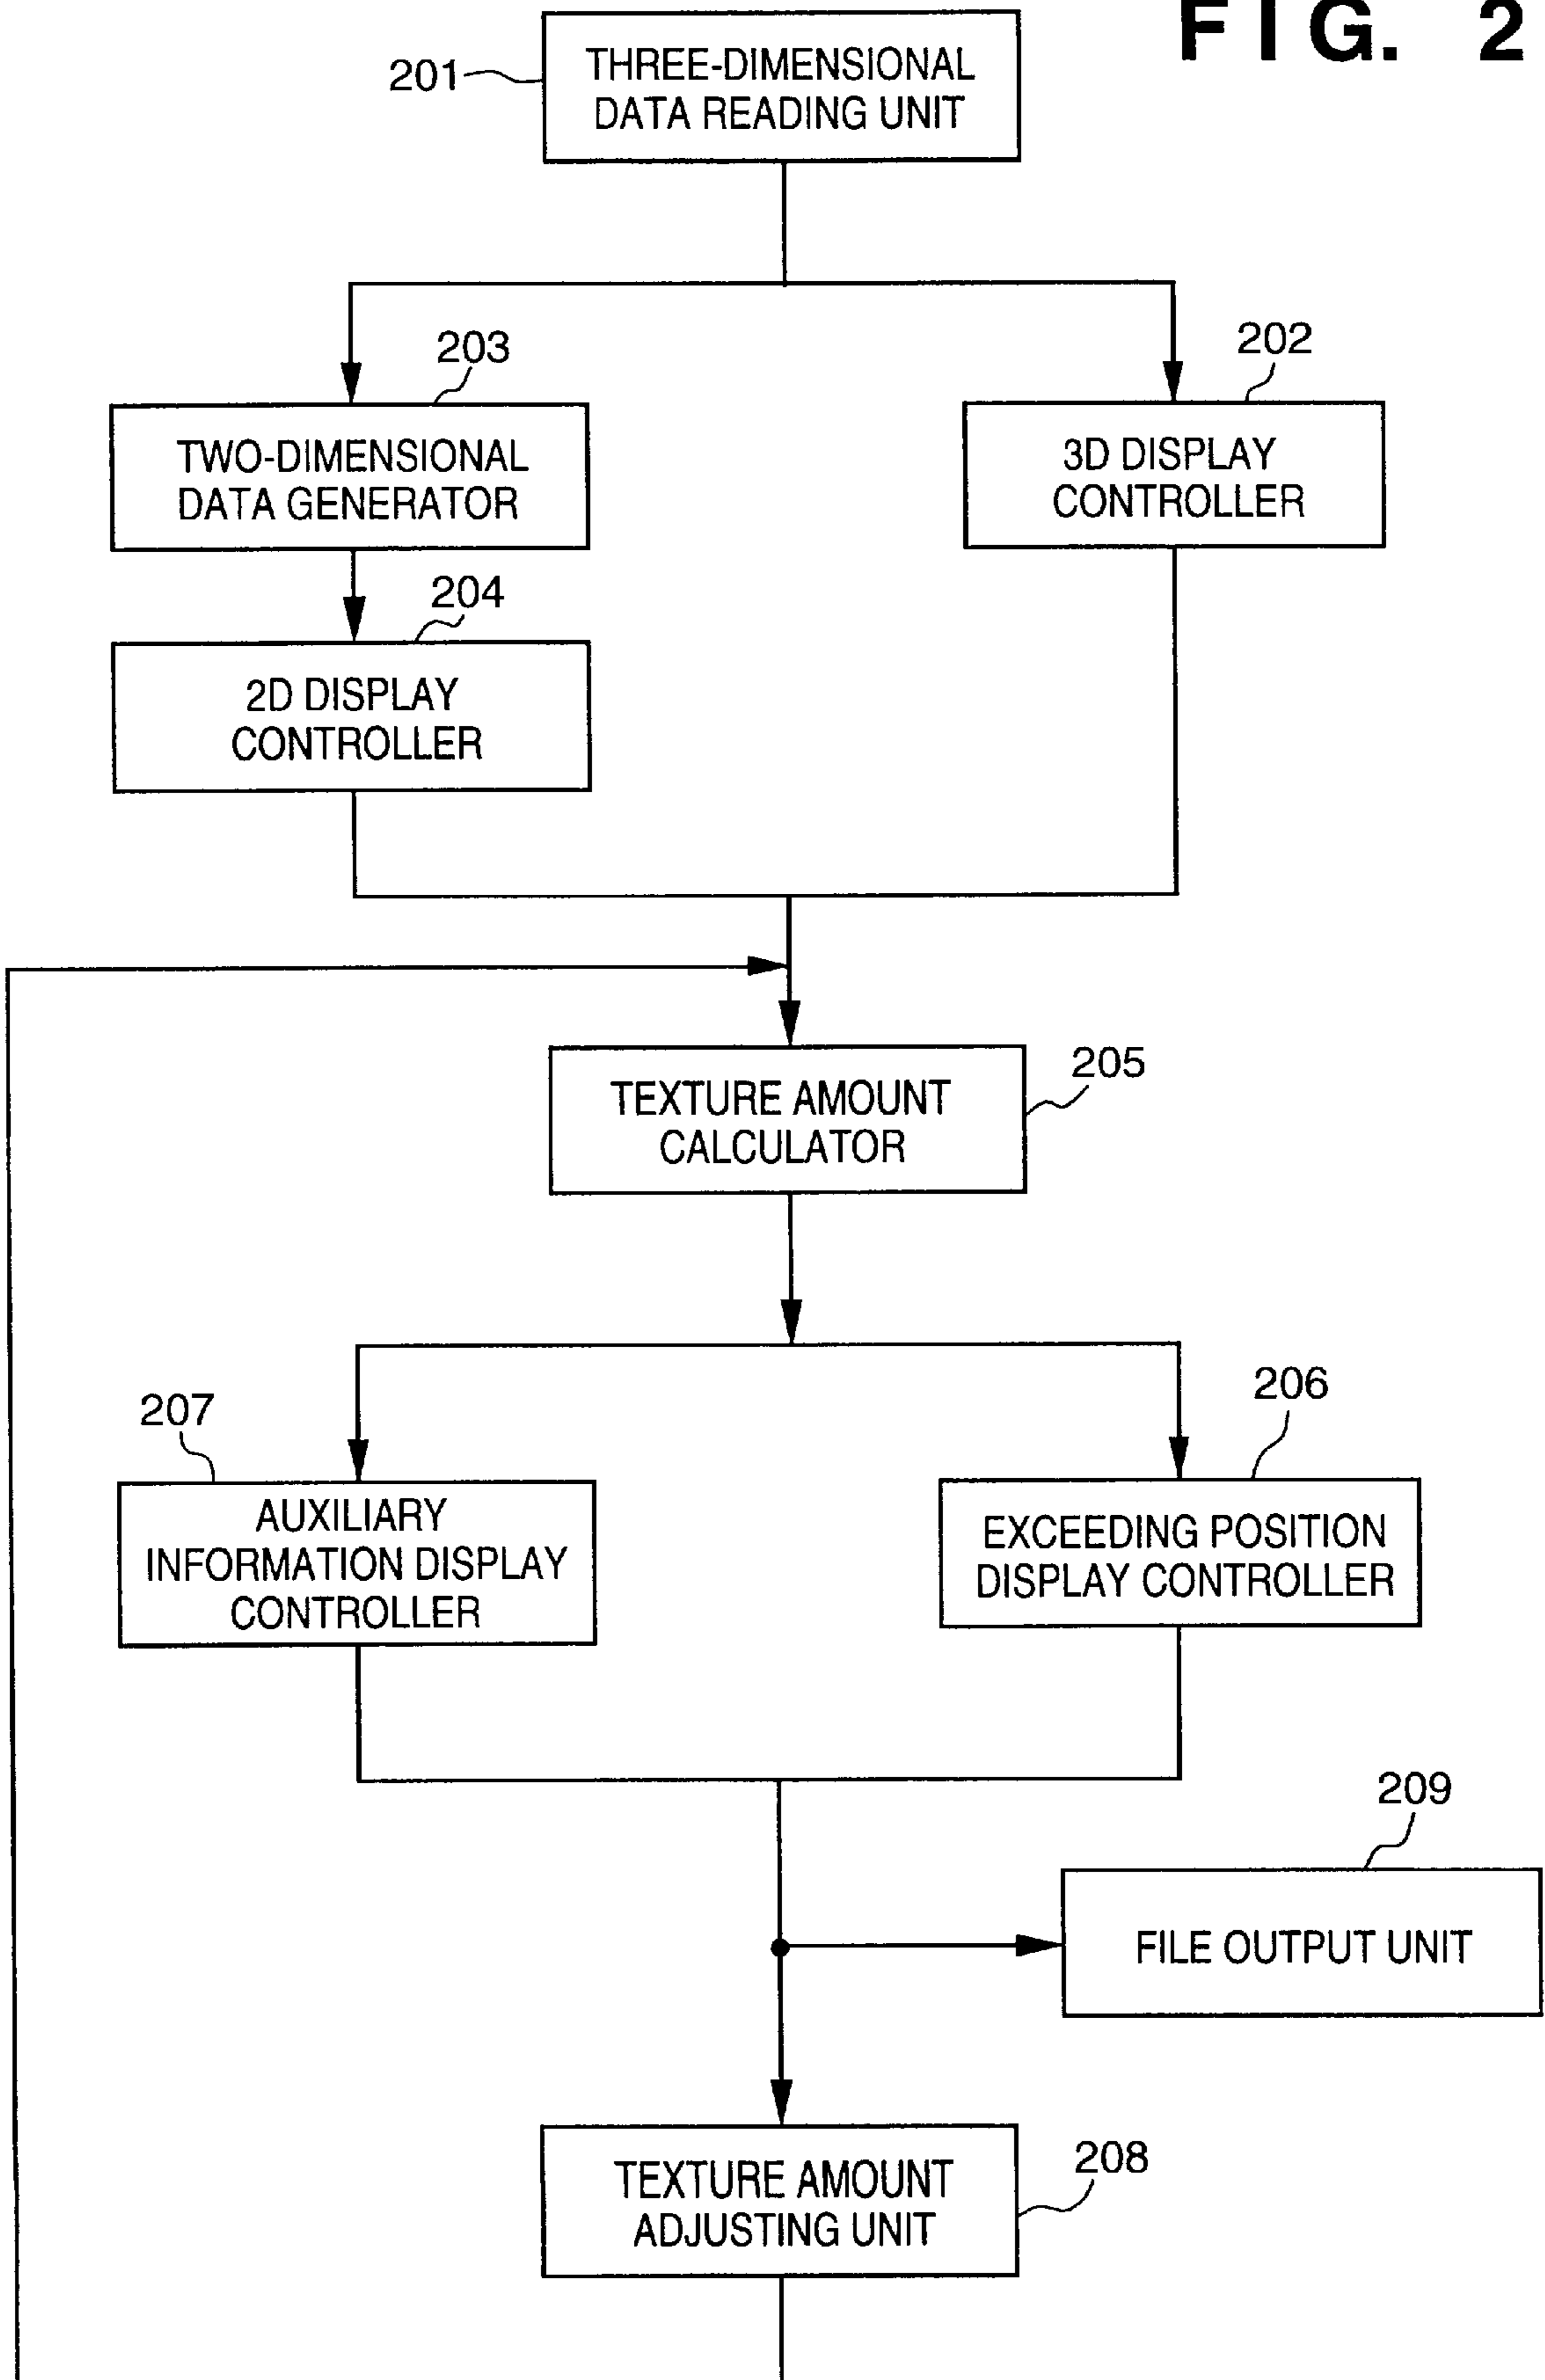 FIG. 2
201
THREE-DIMENSIONAL
DATA READING UNIT
203
202
TWO-DIMENSIONAL
DATA GENERATOR
3D DISPLAY
CONTROLLER
204
2D DISPLAY
CONTROLLER
205
TEXTURE AMOUNT
CALCULATOR
207
206
AUXILIARY
INFORMATION DISPLAY
CONTROLLER
EXCEEDING POSITION
DISPLAY CONTROLLER
209
FILE OUTPUT UNIT
208
TEXTURE AMOUNT
ADJUSTING UNIT